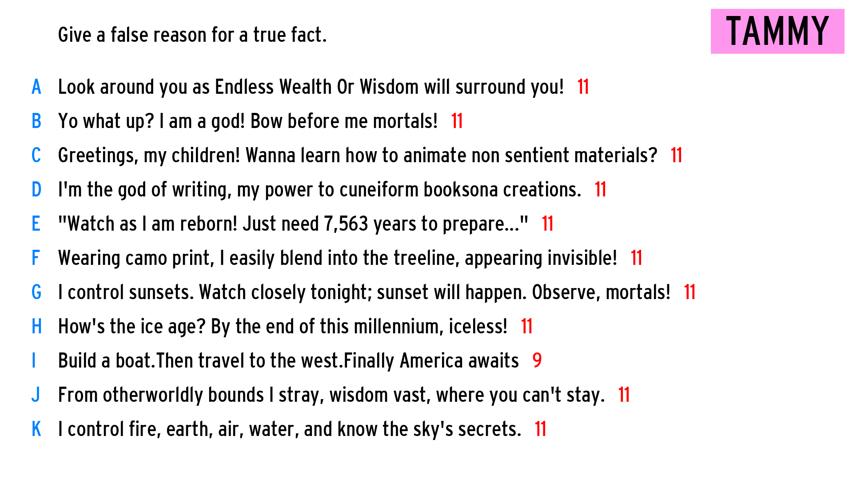 Give a false reason for a true fact.
TAMMY
A Look around you as Endless Wealth Or Wisdom will surround you! 11
B Yo what up? I am a god! Bow before me mortals! 11
C Greetings, my children! Wanna learn how to animate non sentient materials? 11
D I'm the god of writing, my power to cuneiform booksona creations. 11
E "Watch as I am reborn! Just need 7,563 years to prepare..." 11
F Wearing camo print, I easily blend into the treeline, appearing invisible! 11
G I control sunsets. Watch closely tonight; sunset will happen. Observe, mortals! 11
H How's the ice age? By the end of this millennium, iceless! 11
I Build a boat.Then travel to the west.Finally America awaits 9
J From otherworldly bounds I stray, wisdom vast, where you can't stay. 11
K I control fire, earth, air, water, and know the sky's secrets. 11